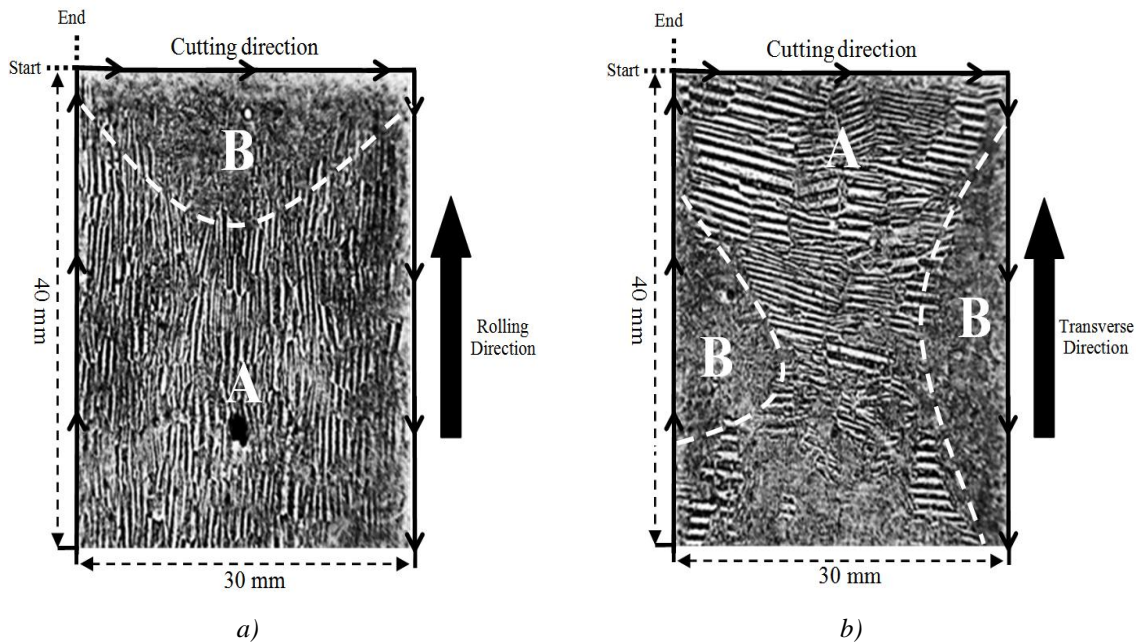 End
Cutting direction
Start
B
A
40 mm
30 mm
Rolling
Direction
a)
End
Cutting direction
Start
A
B
B
40 mm
30 mm
Transverse
Direction
b)